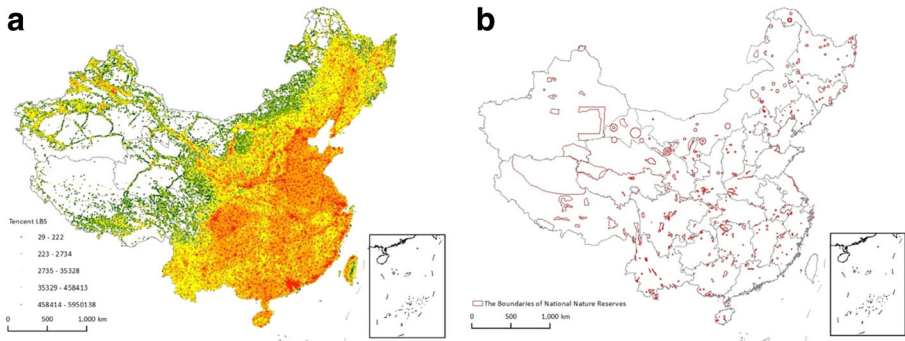 a
b
Tencent LBS
29 - 222
223 - 2734
2735 - 35328
35329 - 458413
458414 - 5950138
0 500 1,000 km
The Boundaries of National Nature Reserves
0 500 1,000 km